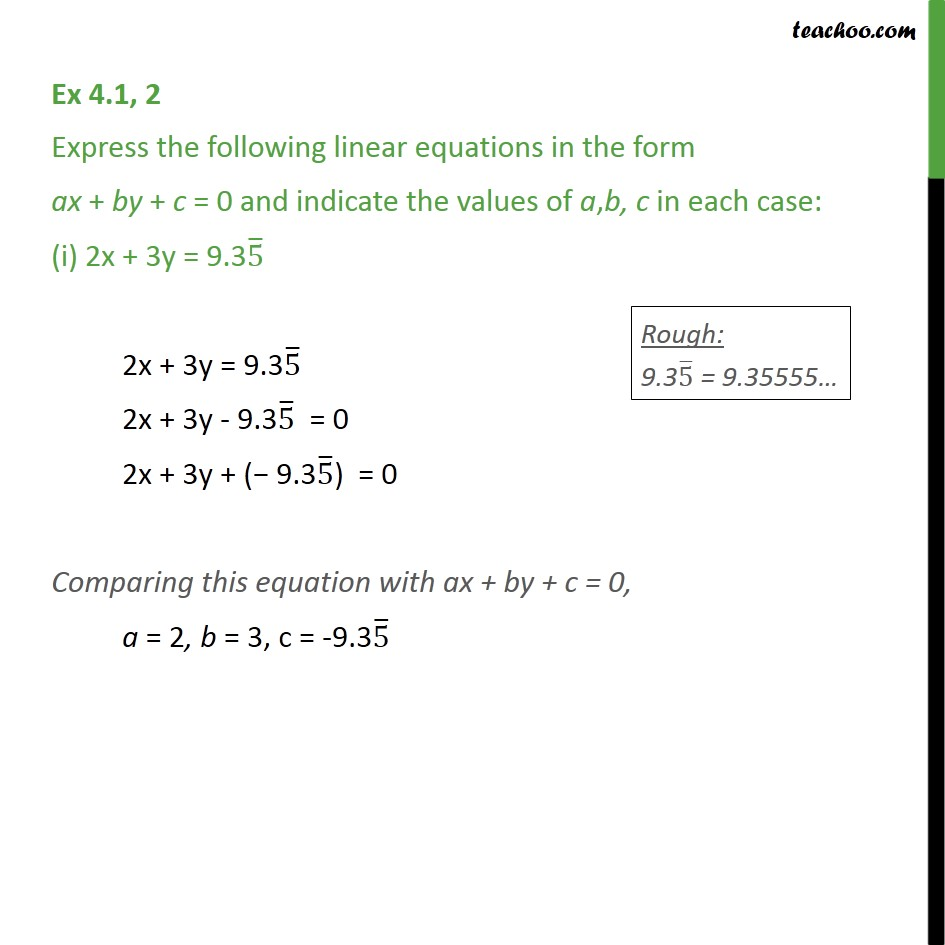 teachoo.com
Ex 4.1, 2
Express the following linear equations in the form
ax + by + c = 0 and indicate the values of a,b, c in each case:
(i) 2x + 3y = 9.35̅
2x + 3y = 9.35̅
2x + 3y - 9.35̅ = 0
2x + 3y + (− 9.35̅) = 0
Rough:
9.35̅ = 9.35555...
Comparing this equation with ax + by + c = 0,
a = 2, b = 3, c = -9.35̅